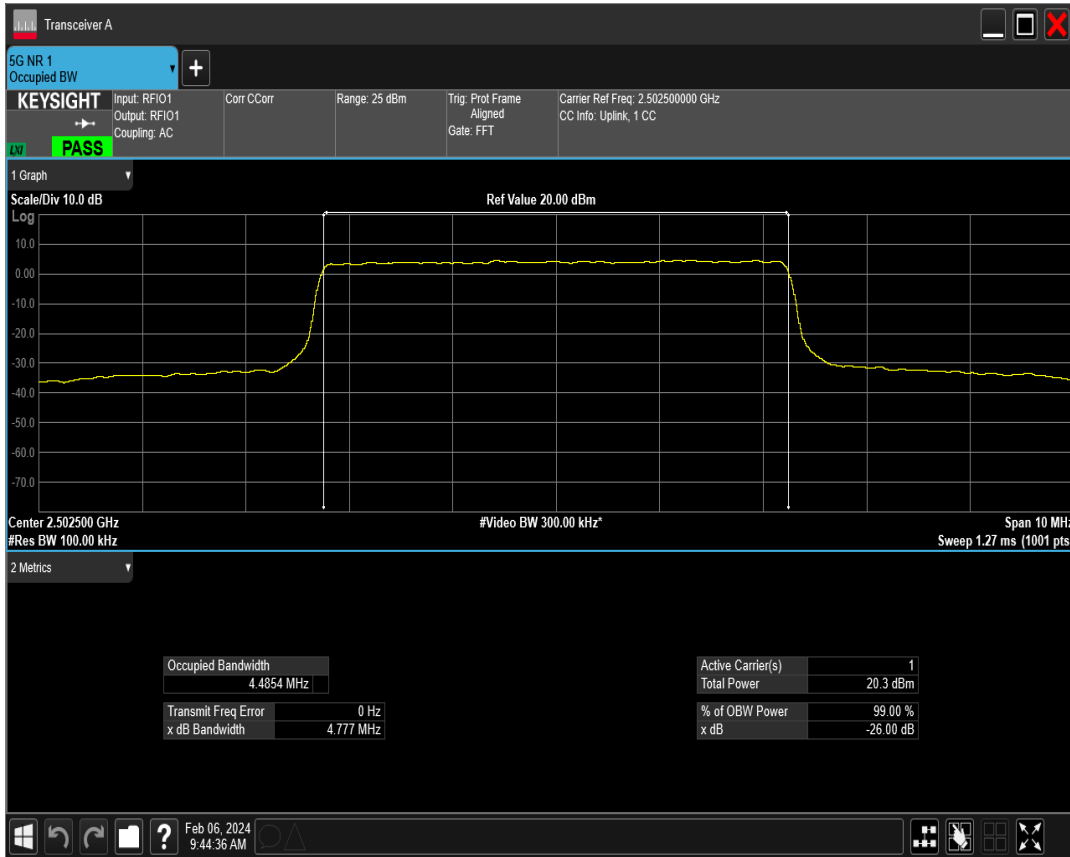 Transceiver A
5G NR 1
Occupied BW
+
KEYSIGHT
LXI
PASS
Input: RFIO1
Output: RFIO1
Coupling: AC
Corr CCorr
Range: 25 dBm
Trig: Prot Frame
Aligned
Gate: FFT
Carrier Ref Freq: 2.502500000 GHz
CC Info: Uplink, 1 CC
1 Graph
Scale/Div 10.0 dB
Ref Value 20.00 dBm
Log
10.0
0.00
-10.0
-20.0
-30.0
-40.0
-50.0
-60.0
-70.0
Center 2.502500 GHz
#Video BW 300.00 kHz*
Span 10 MHz
#Res BW 100.00 kHz
Sweep 1.27 ms (1001 pts
2 Metrics
Occupied Bandwidth
4.4854 MHz
Transmit Freq Error 0 Hz
x dB Bandwidth 4.777 MHz
Active Carrier(s) 1
Total Power 20.3 dBm
% of OBW Power 99.00 %
x dB -26.00 dB
?
Feb 06, 2024
9:44:36 AM